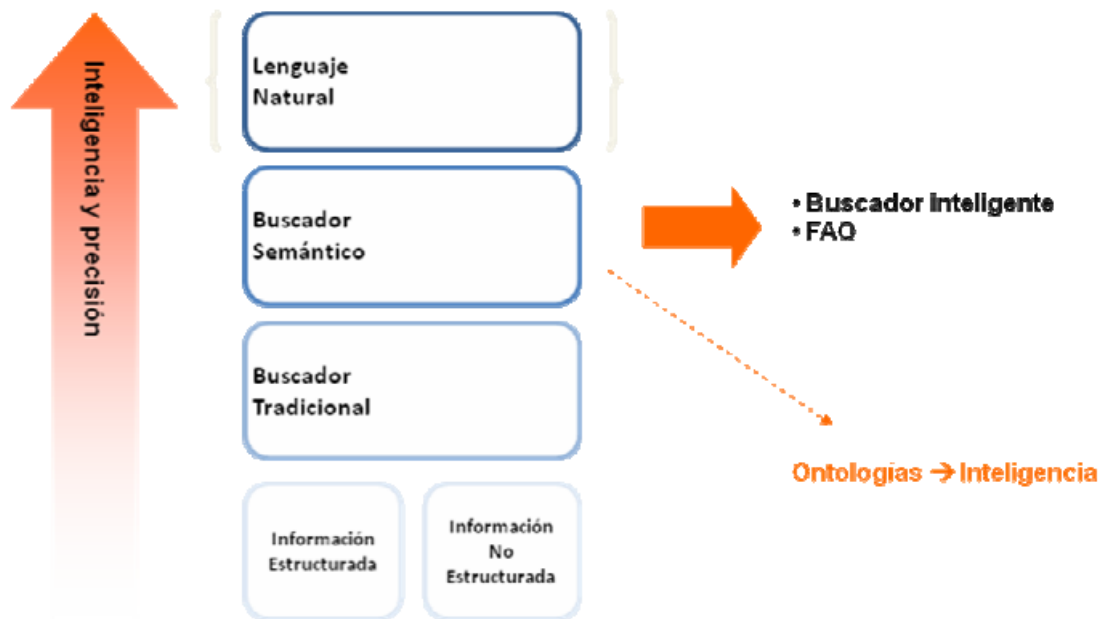 Inteligencia y precisión
Lenguaje
Natural
Buscador
Semántico
• Buscador inteligente
• FAQ
Buscador
Tradicional
Ontologías → Inteligencia
Información
Estructurada
Información
No
Estructurada